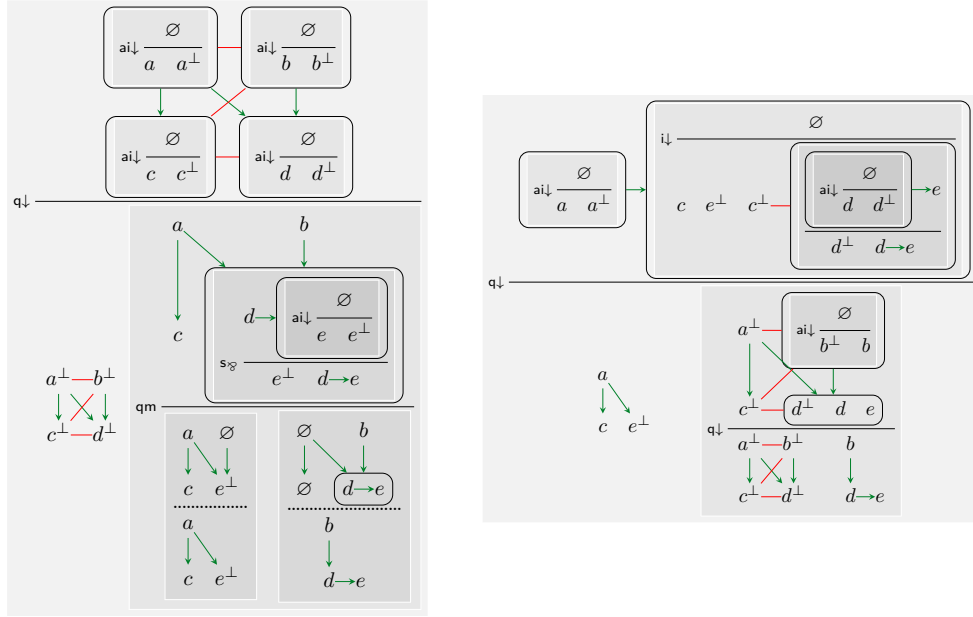 ∅ ∅
ai↓ ai↓
a a⊥ b b⊥
∅ ∅
ai↓ ai↓
c c⊥ d d⊥
q↓
a b
∅
d ai↓
e e⊥
c
s⅋
e⊥ d e
a⊥ b⊥
c⊥ d⊥
qm
a ∅ ∅ b
c e⊥ ∅ d e
a b
c e⊥ d e
∅
i↓
∅ ∅
ai↓ ai↓ e
a a⊥ c e⊥ c⊥ d d⊥
d⊥ d e
q↓
∅
a⊥ ai↓
b⊥ b
a
c⊥ d⊥ d e
c e⊥
q↓
a⊥ b⊥ b
c⊥ d⊥ d e